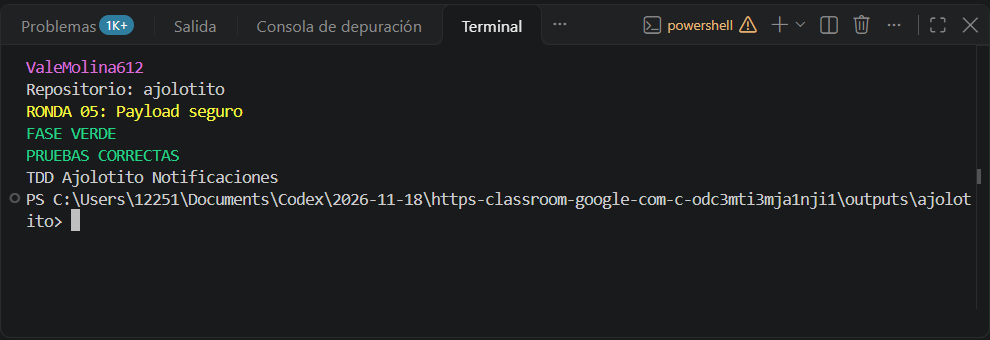 Problemas 1K+ Salida Consola de depuración Terminal ... powershell ...
ValeMolina612
Repositorio: ajolotito
RONDA 05: Payload seguro
FASE VERDE
PRUEBAS CORRECTAS
TDD Ajolotito Notificaciones
PS C:\Users\12251\Documents\Codex\2026-11-18\https-classroom-google-com-c-odc3mti3mja1nji1\outputs\ajolot
ito>